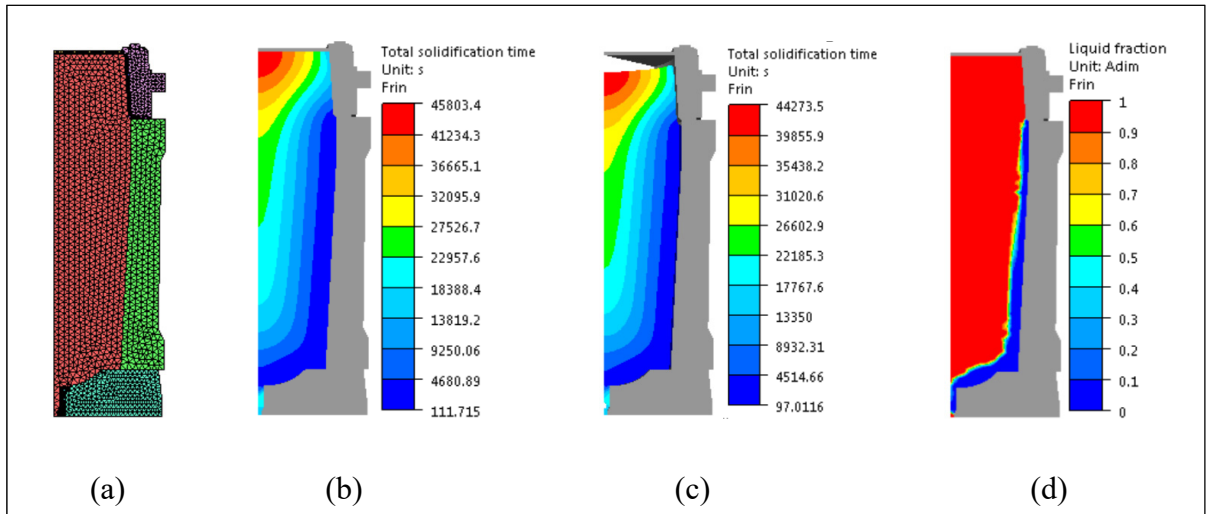 Total solidification time
Unit: s
Frin
45803.4
41234.3
36665.1
32095.9
27526.7
22957.6
18388.4
13819.2
9250.06
4680.89
111.715
Total solidification time
Unit: s
Frin
44273.5
39855.9
35438.2
31020.6
26602.9
22185.3
17767.6
13350
8932.31
4514.66
97.0116
Liquid fraction
Unit: Adim
Frin
1
0.9
0.8
0.7
0.6
0.5
0.4
0.3
0.2
0.1
0
(a)
(b)
(c)
(d)